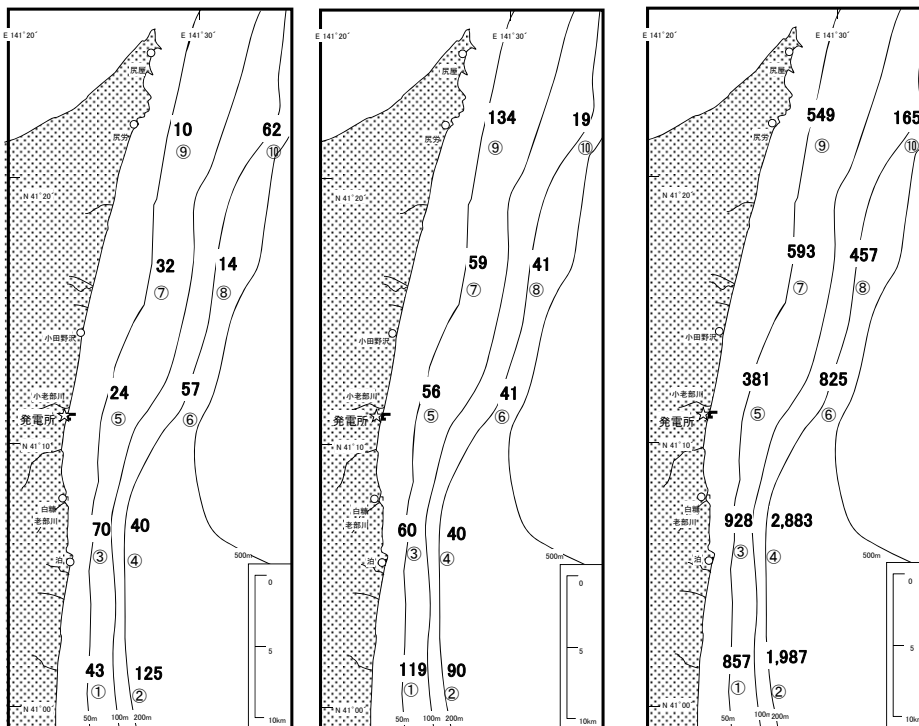 E 141°20´
E 141°30´
尻屋
尻労
10
⑨
62
⑩
N 41°20´
32
⑦
14
⑧
小田野沢
小老部川
発電所
24
⑤
57
⑥
N 41°10´
白糠
老部川
70
③
40
④
泊
500m
0
5
10km
43
①
125
②
N 41°00´
50m
100m
200m
E 141°20´
E 141°30´
尻屋
尻労
134
⑨
19
⑩
N 41°20´
59
⑦
41
⑧
小田野沢
小老部川
発電所
56
⑤
41
⑥
N 41°10´
白糠
老部川
60
③
40
④
泊
500m
0
5
10km
119
①
90
②
N 41°00´
50m
100m
200m
E 141°20´
E 141°30´
尻屋
尻労
549
⑨
165
⑩
N 41°20´
593
⑦
457
⑧
小田野沢
小老部川
発電所
381
⑤
825
⑥
N 41°10´
白糠
老部川
928
③
2,883
④
泊
500m
0
5
10km
857
①
1,987
②
N 41°00´
50m
100m
200m